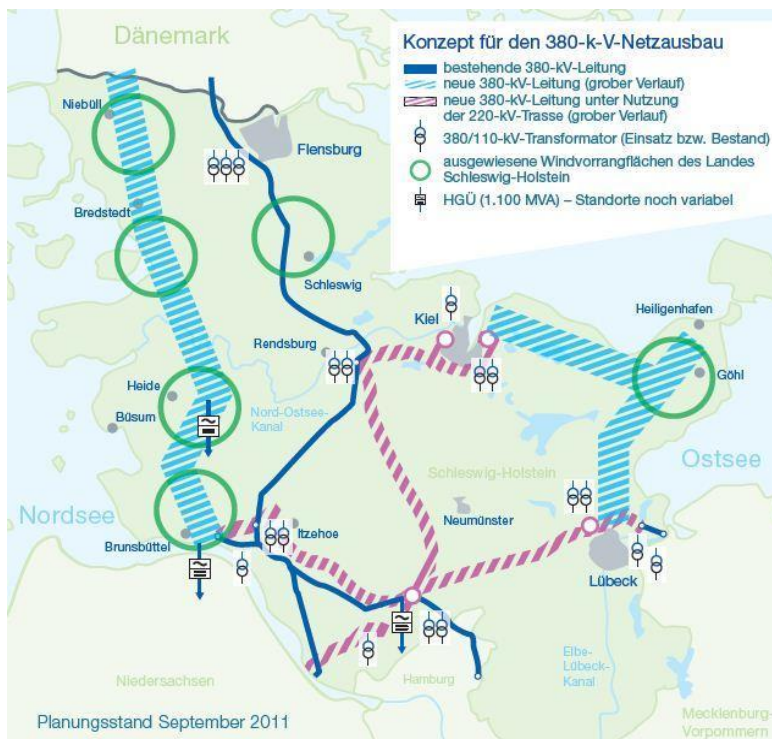 Dänemark
Konzept für den 380-k-V-Netzausbau
bestehende 380-kV-Leitung
neue 380-kV-Leitung (grober Verlauf)
neue 380-kV-Leitung unter Nutzung
der 220-kV-Trasse (grober Verlauf)
380/110-kV-Transformator (Einsatz bzw. Bestand)
ausgewiesene Windvorrangflächen des Landes
Schleswig-Holstein
HGÜ (1.100 MVA) – Standorte noch variabel
Niebüll
Flensburg
Bredstedt
Schleswig
Heiligenhafen
Kiel
Rendsburg
Göhl
Heide
Büsum
Nord-Ostsee-
Kanal
Schleswig-Holstein
Ostsee
Nordsee
Neumünster
Itzehoe
Brunsbüttel
Lübeck
Elbe-
Lübeck-
Kanal
Niedersachsen
Hamburg
Mecklenburg-
Vorpommern
Planungsstand September 2011